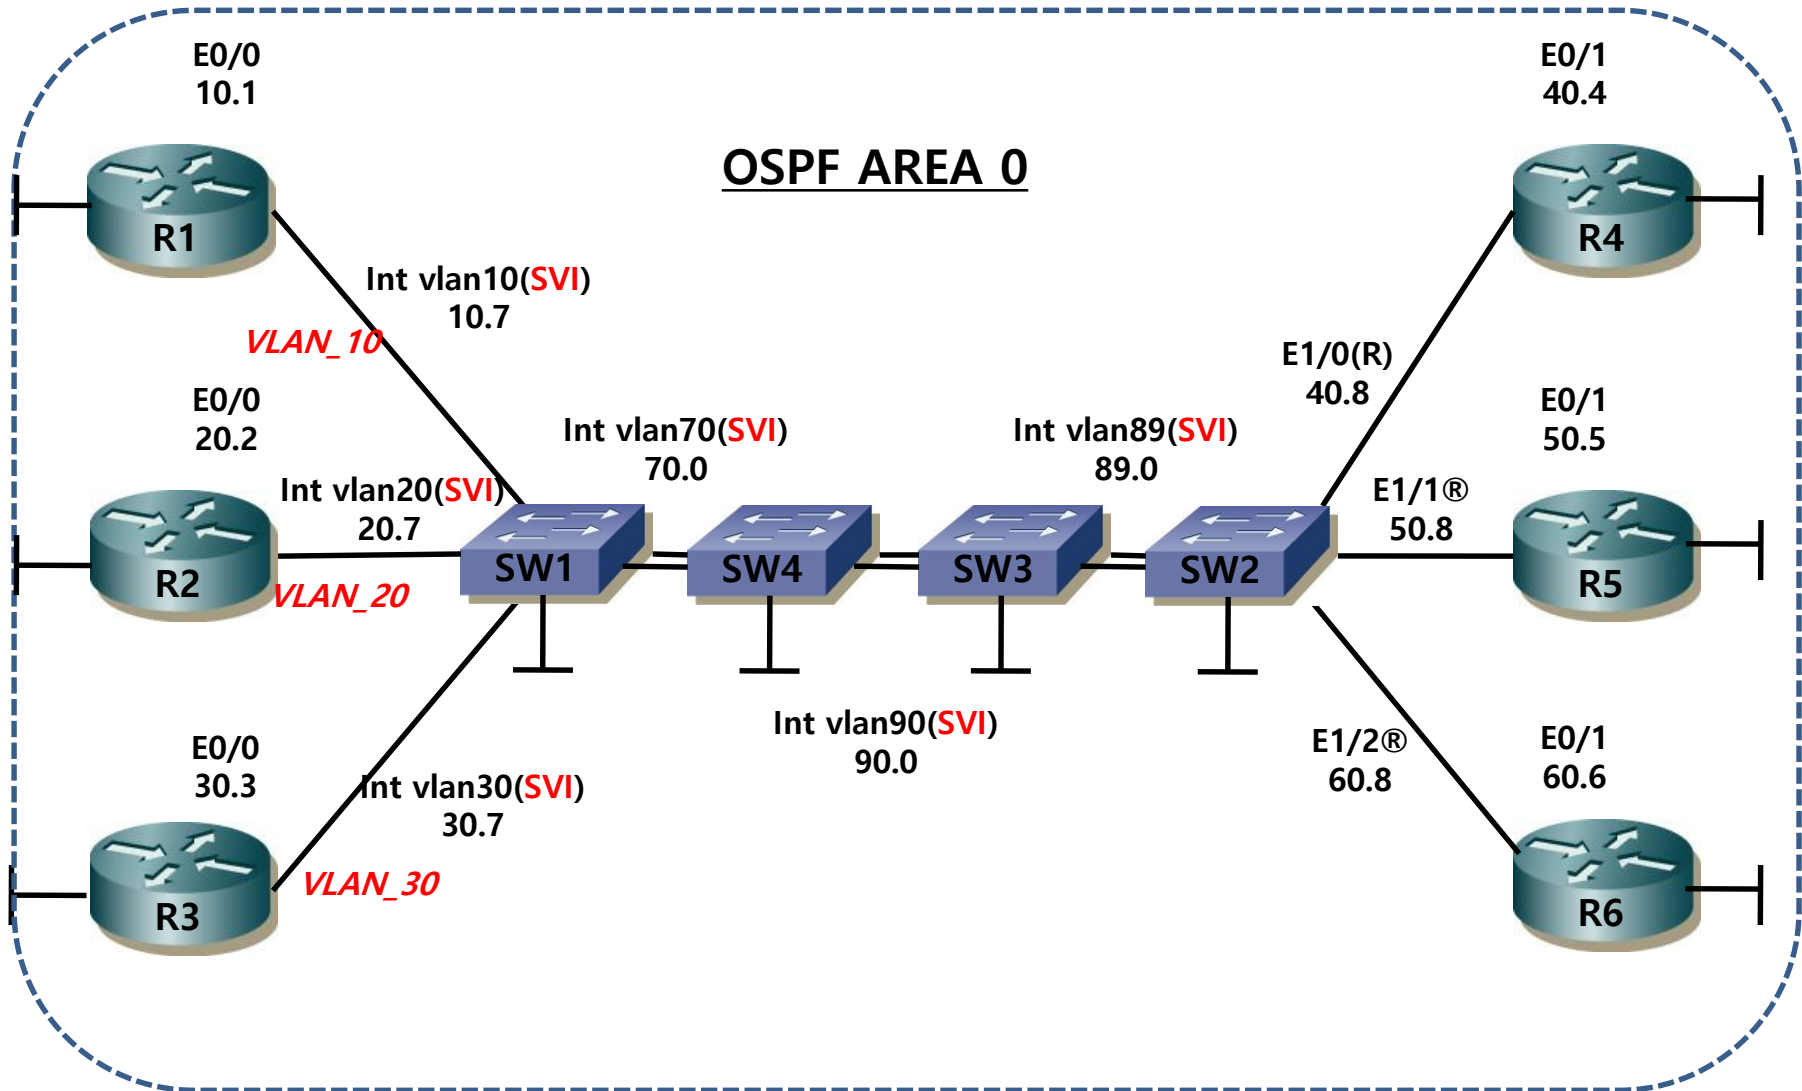 E0/0
10.1
E0/1
40.4
OSPF AREA 0
R1
R4
Int vlan10(SVI)
10.7
VLAN_10
E1/0(R)
40.8
E0/0
20.2
E0/1
50.5
Int vlan70(SVI)
70.0
Int vlan89(SVI)
89.0
Int vlan20(SVI)
20.7
E1/1®
50.8
R2
SW1
SW4
SW3
SW2
R5
VLAN_20
Int vlan90(SVI)
90.0
E0/0
30.3
E1/2®
60.8
E0/1
60.6
Int vlan30(SVI)
30.7
VLAN_30
R3
R6